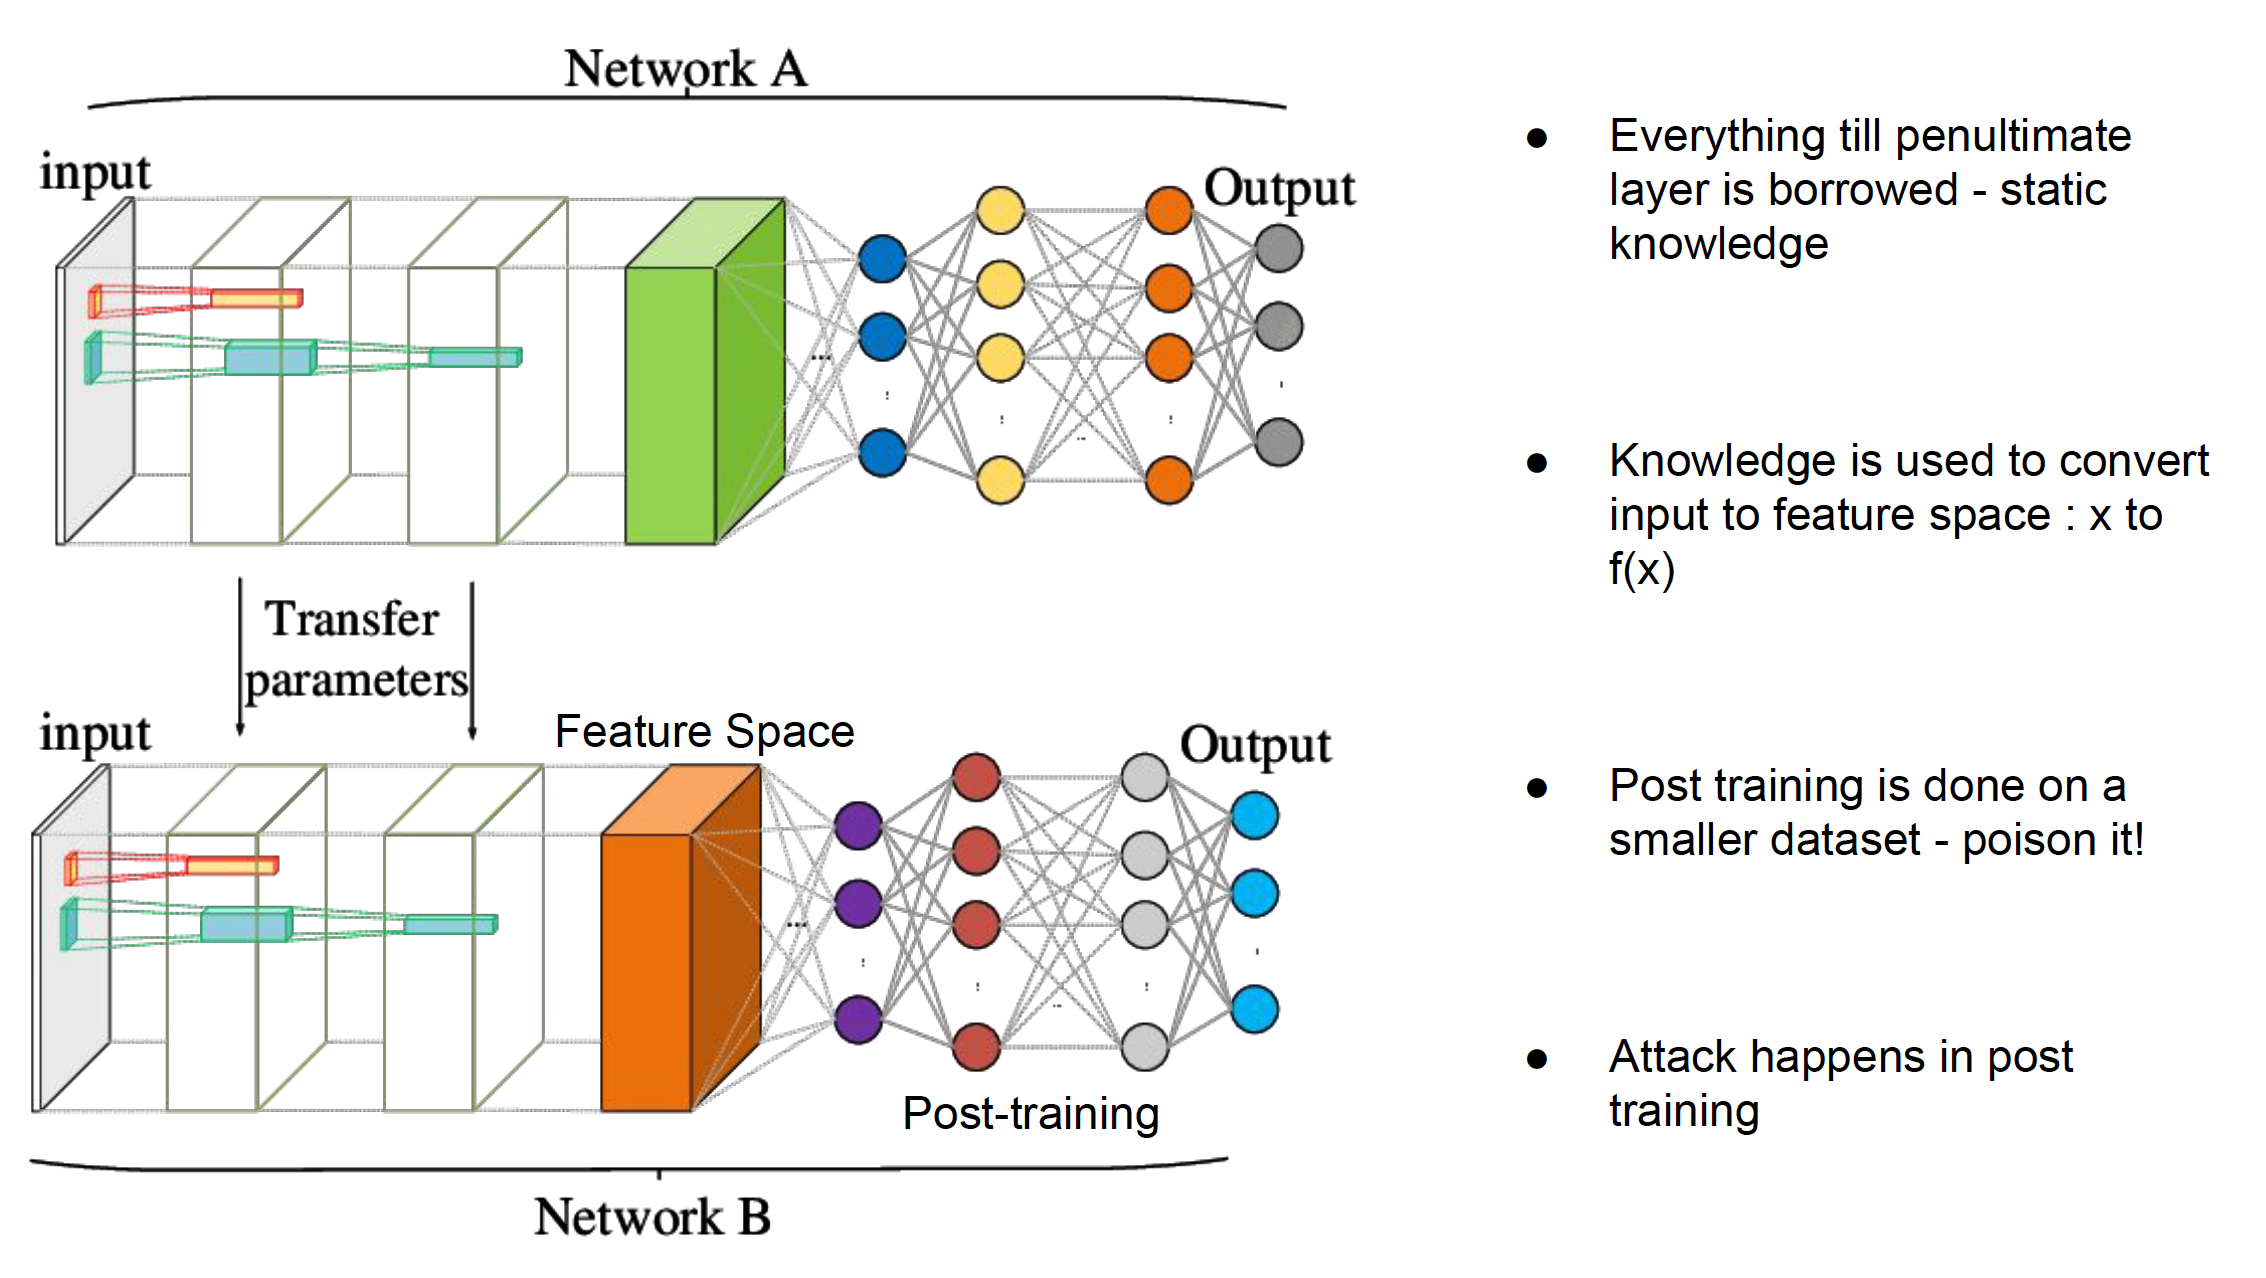 Network A
input
Output
Transfer
parameters
input
Feature Space
Output
Post-training
Network B
● Everything till penultimate
layer is borrowed - static
knowledge
● Knowledge is used to convert
input to feature space : x to
f(x)
● Post training is done on a
smaller dataset - poison it!
● Attack happens in post
training